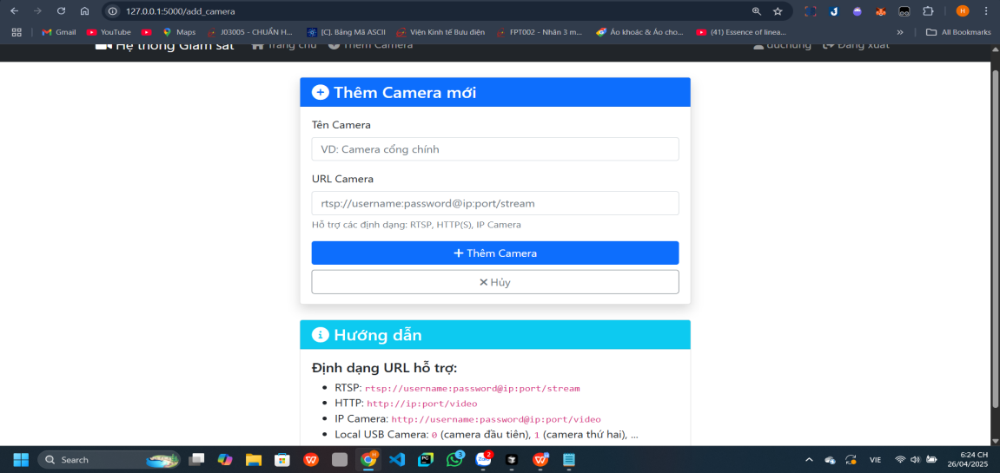 127.0.0.1:5000/add_camera
Gmail YouTube Maps J03005 - CHUẨN H... [C]. Bảng Mã ASCII Viện Kinh tế Bưu điện FPT002 - Nhãn 3 m... Áo khoác & Áo cho... (41) Essence of linea... » All Bookmarks
Hệ thống Giám sát Trang chủ Thêm Camera duchung Đăng xuất
Thêm Camera mới
Tên Camera
VD: Camera cổng chính
URL Camera
rtsp://username:password@ip:port/stream
Hỗ trợ các định dạng: RTSP, HTTP(S), IP Camera
Thêm Camera
Hủy
Hướng dẫn
Định dạng URL hỗ trợ:
RTSP: rtsp://username:password@ip:port/stream
HTTP: http://ip:port/video
IP Camera: http://username:password@ip:port/video
Local USB Camera: 0 (camera đầu tiên), 1 (camera thứ hai), ...
Search VIE 6:24 CH
26/04/2025